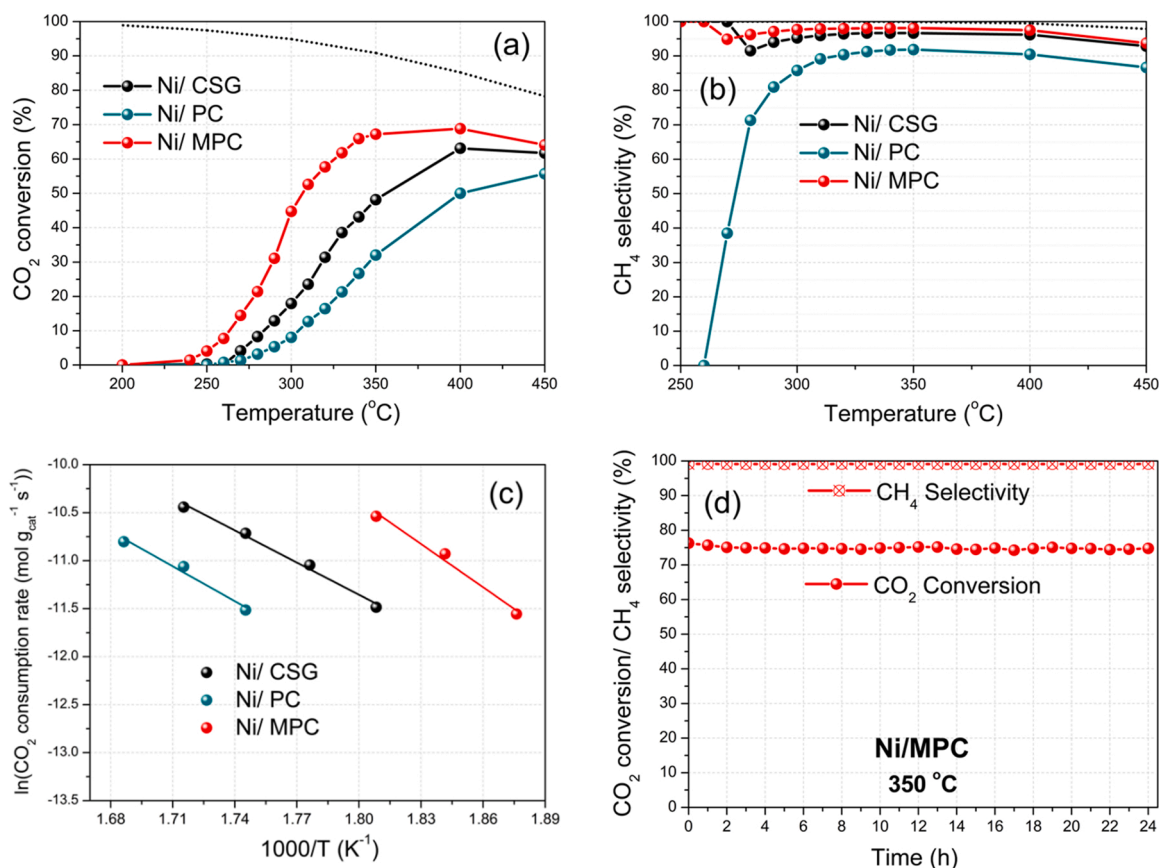 (a)
Ni/ CSG
Ni/ PC
Ni/ MPC
CO2 conversion (%)
100
90
80
70
60
50
40
30
20
10
0
200 250 300 350 400 450
Temperature (°C)
(b)
Ni/ CSG
Ni/ PC
Ni/ MPC
CH4 selectivity (%)
100
90
80
70
60
50
40
30
20
10
0
250 300 350 400 450
Temperature (°C)
(c)
Ni/ CSG
Ni/ PC
Ni/ MPC
ln(CO2 consumption rate (mol gcat⁻¹ s⁻¹))
-10.0
-10.5
-11.0
-11.5
-12.0
-12.5
-13.0
-13.5
1.68 1.71 1.74 1.77 1.80 1.83 1.86 1.89
1000/T (K⁻¹)
(d)
CH4 Selectivity
CO2 Conversion
Ni/MPC
350 °C
CO2 conversion/ CH4 selectivity (%)
100
90
80
70
60
50
40
30
20
10
0
0 2 4 6 8 10 12 14 16 18 20 22 24
Time (h)